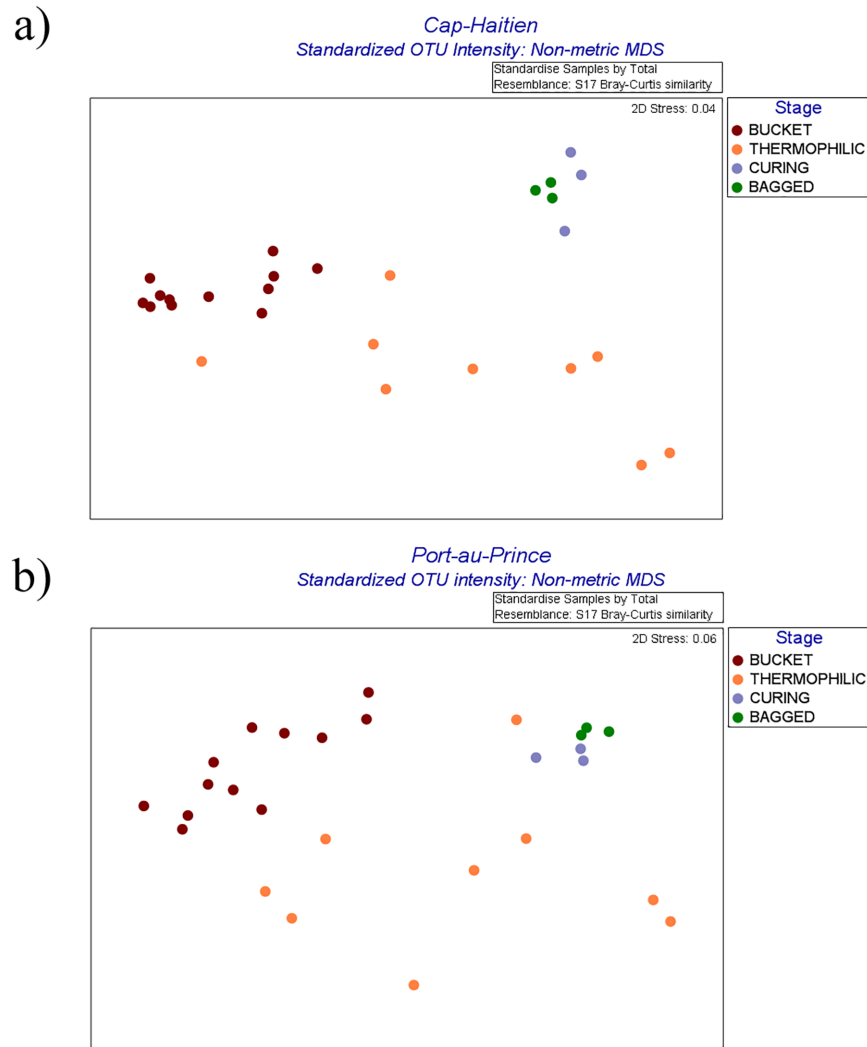 a)
Cap-Haitien
Standardized OTU Intensity: Non-metric MDS
Standardise Samples by Total
Resemblance: S17 Bray-Curtis similarity
2D Stress: 0.04
Stage
BUCKET
THERMOPHILIC
CURING
BAGGED
b)
Port-au-Prince
Standardized OTU intensity: Non-metric MDS
Standardise Samples by Total
Resemblance: S17 Bray-Curtis similarity
2D Stress: 0.06
Stage
BUCKET
THERMOPHILIC
CURING
BAGGED